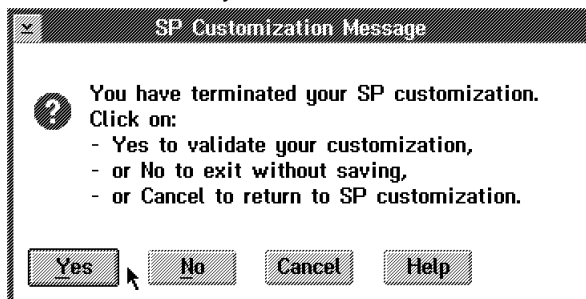 SP Customization Message
You have terminated your SP customization.
Click on:
- Yes to validate your customization,
- or No to exit without saving,
- or Cancel to return to SP customization.
Yes No Cancel Help